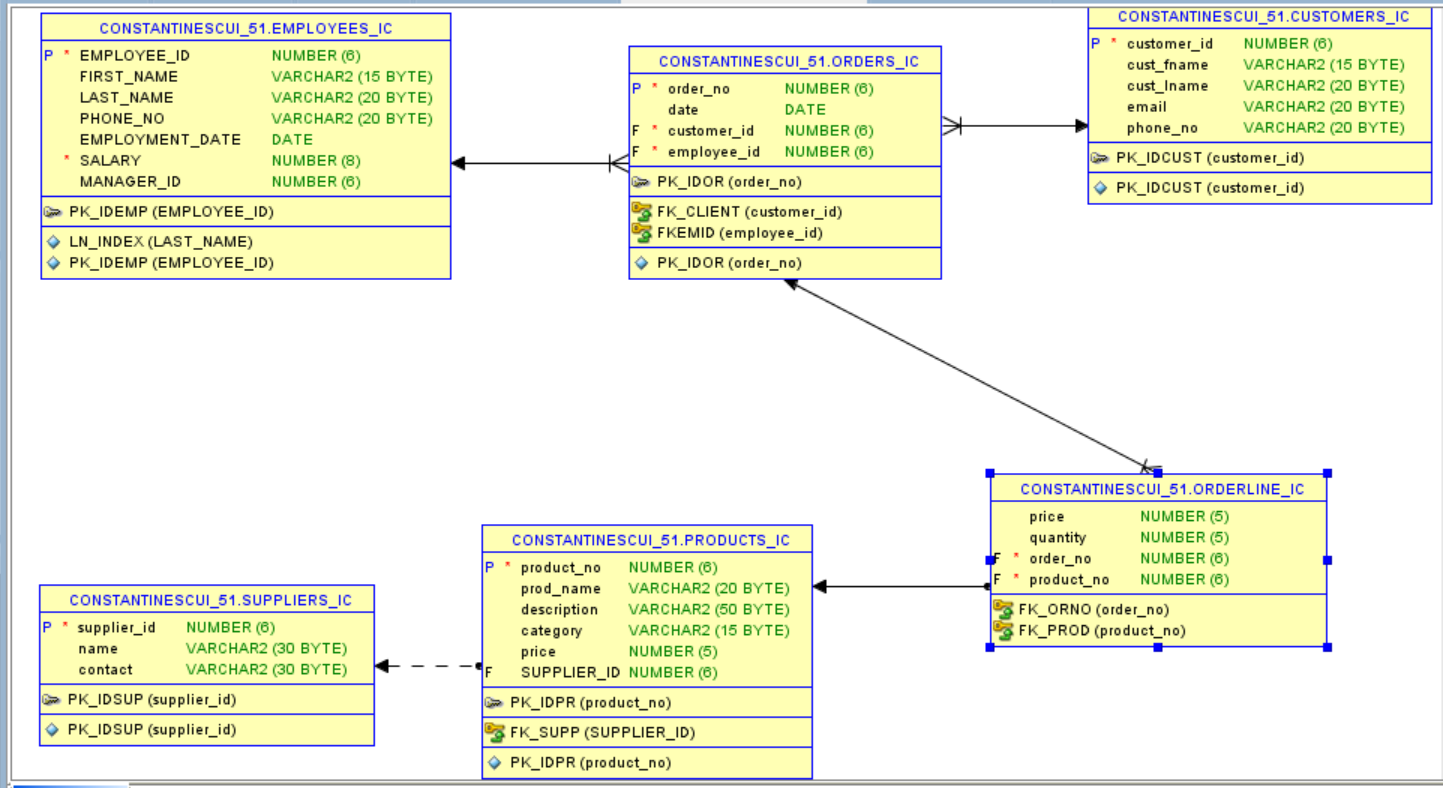 CONSTANTINESCUI_51.EMPLOYEES_IC
P * EMPLOYEE_ID NUMBER (6)
FIRST_NAME VARCHAR2 (15 BYTE)
LAST_NAME VARCHAR2 (20 BYTE)
PHONE_NO VARCHAR2 (20 BYTE)
EMPLOYMENT_DATE DATE
* SALARY NUMBER (8)
MANAGER_ID NUMBER (6)
PK_IDEMP (EMPLOYEE_ID)
LN_INDEX (LAST_NAME)
PK_IDEMP (EMPLOYEE_ID)
CONSTANTINESCUI_51.ORDERS_IC
P * order_no NUMBER (6)
date DATE
F * customer_id NUMBER (6)
F * employee_id NUMBER (6)
PK_IDOR (order_no)
FK_CLIENT (customer_id)
FKEMID (employee_id)
PK_IDOR (order_no)
CONSTANTINESCUI_51.CUSTOMERS_IC
P * customer_id NUMBER (6)
cust_fname VARCHAR2 (15 BYTE)
cust_lname VARCHAR2 (20 BYTE)
email VARCHAR2 (20 BYTE)
phone_no VARCHAR2 (20 BYTE)
PK_IDCUST (customer_id)
PK_IDCUST (customer_id)
CONSTANTINESCUI_51.SUPPLIERS_IC
P * supplier_id NUMBER (6)
name VARCHAR2 (30 BYTE)
contact VARCHAR2 (30 BYTE)
PK_IDSUP (supplier_id)
PK_IDSUP (supplier_id)
CONSTANTINESCUI_51.PRODUCTS_IC
P * product_no NUMBER (6)
prod_name VARCHAR2 (20 BYTE)
description VARCHAR2 (50 BYTE)
category VARCHAR2 (15 BYTE)
price NUMBER (5)
F SUPPLIER_ID NUMBER (6)
PK_IDPR (product_no)
FK_SUPP (SUPPLIER_ID)
PK_IDPR (product_no)
CONSTANTINESCUI_51.ORDERLINE_IC
price NUMBER (5)
quantity NUMBER (5)
F * order_no NUMBER (6)
F * product_no NUMBER (6)
FK_ORNO (order_no)
FK_PROD (product_no)